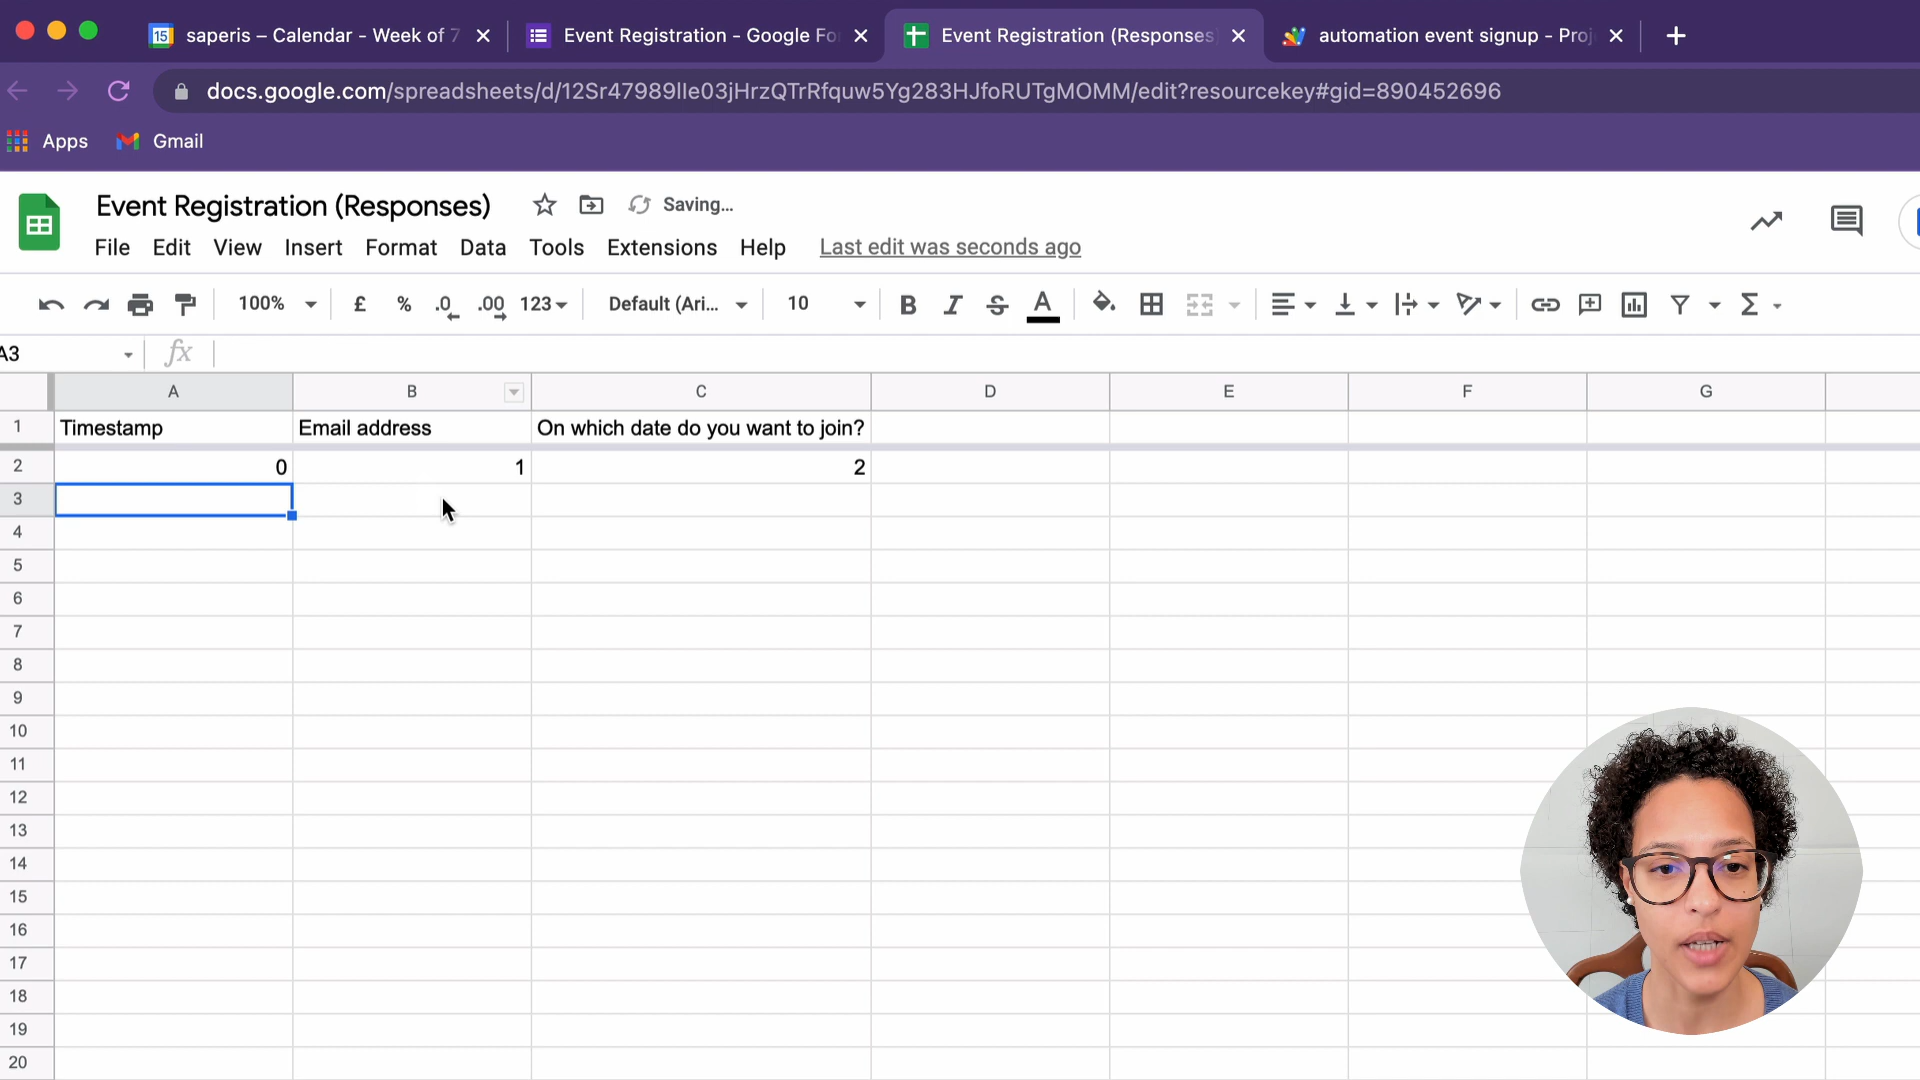 saperis – Calendar - Week of 7
Event Registration - Google Fo
Event Registration (Responses
automation event signup - Proj
docs.google.com/spreadsheets/d/12Sr47989lIe03jHrzQTrRfquw5Yg283HJfoRUTgMOMM/edit?resourcekey#gid=890452696
Apps
Gmail
Event Registration (Responses)
Saving...
File Edit View Insert Format Data Tools Extensions Help Last edit was seconds ago
100% £ % .0 .00 123 Default (Ari... 10 B I S A Σ
A3 fx
A B C D E F G
1 Timestamp Email address On which date do you want to join?
2 0 1 2
3
4
5
6
7
8
9
10
11
12
13
14
15
16
17
18
19
20